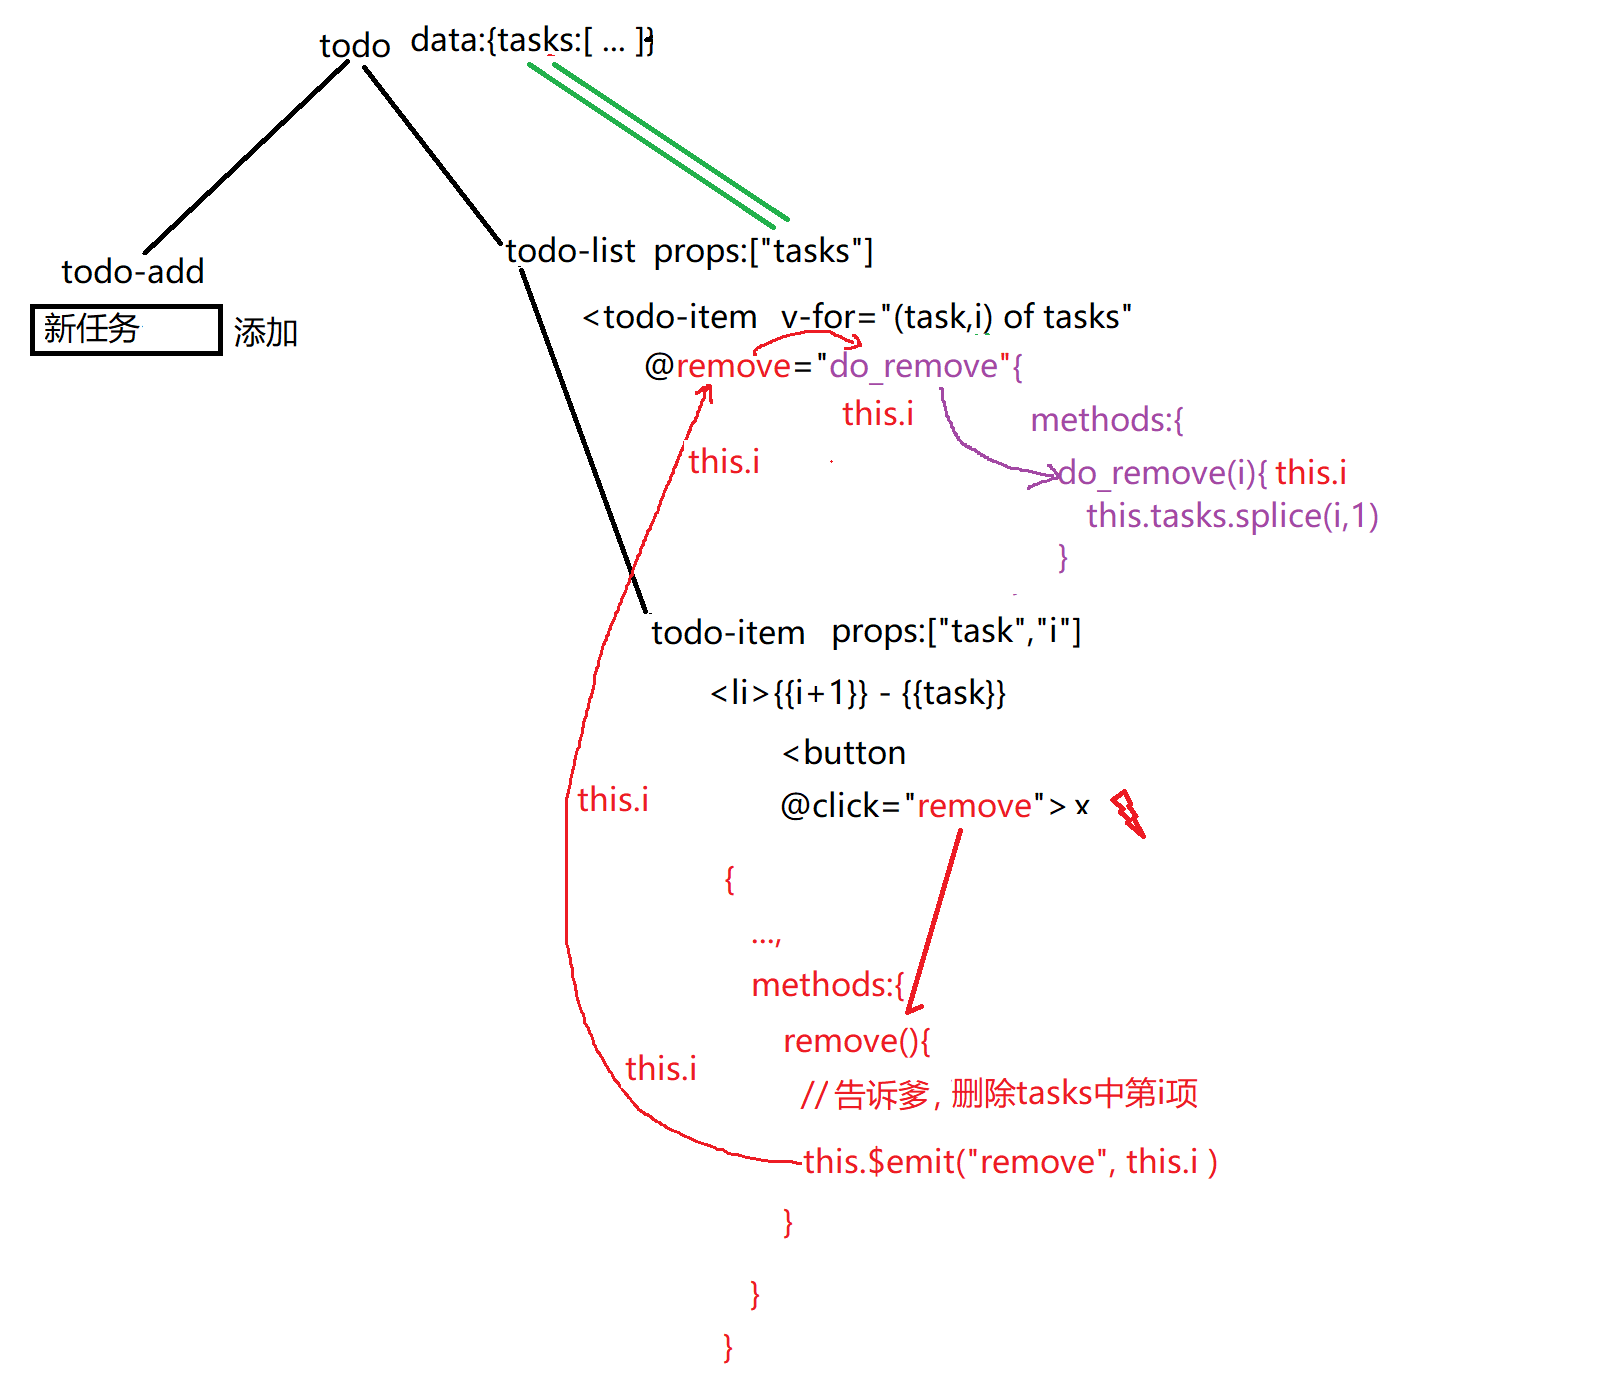 todo data:{tasks:[ ... ]}
todo-add
新任务 添加
todo-list props:["tasks"]
<todo-item v-for="(task,i) of tasks"
@remove="do_remove"{
this.i
methods:{
this.i
do_remove(i){ this.i
this.tasks.splice(i,1)
}
todo-item props:["task","i"]
<li>{{i+1}} - {{task}}
<button
@click="remove"> x
this.i
{
...,
methods:{
remove(){
this.i
// 告诉爹, 删除tasks中第i项
this.$emit("remove", this.i )
}
}
}